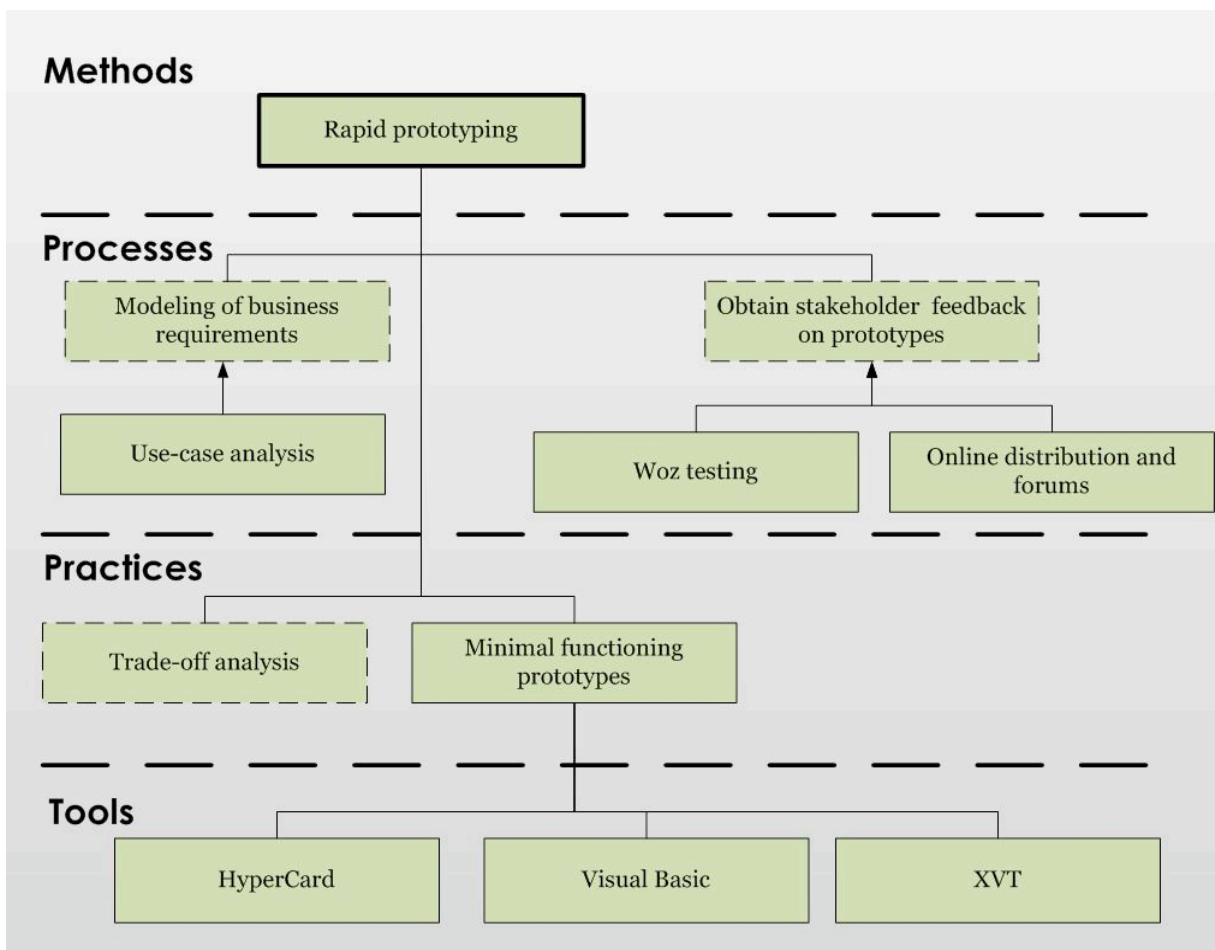 Methods
Rapid prototyping
Processes
Modeling of business
requirements
Obtain stakeholder feedback
on prototypes
Use-case analysis
Woz testing
Online distribution and
forums
Practices
Trade-off analysis
Minimal functioning
prototypes
Tools
HyperCard
Visual Basic
XVT